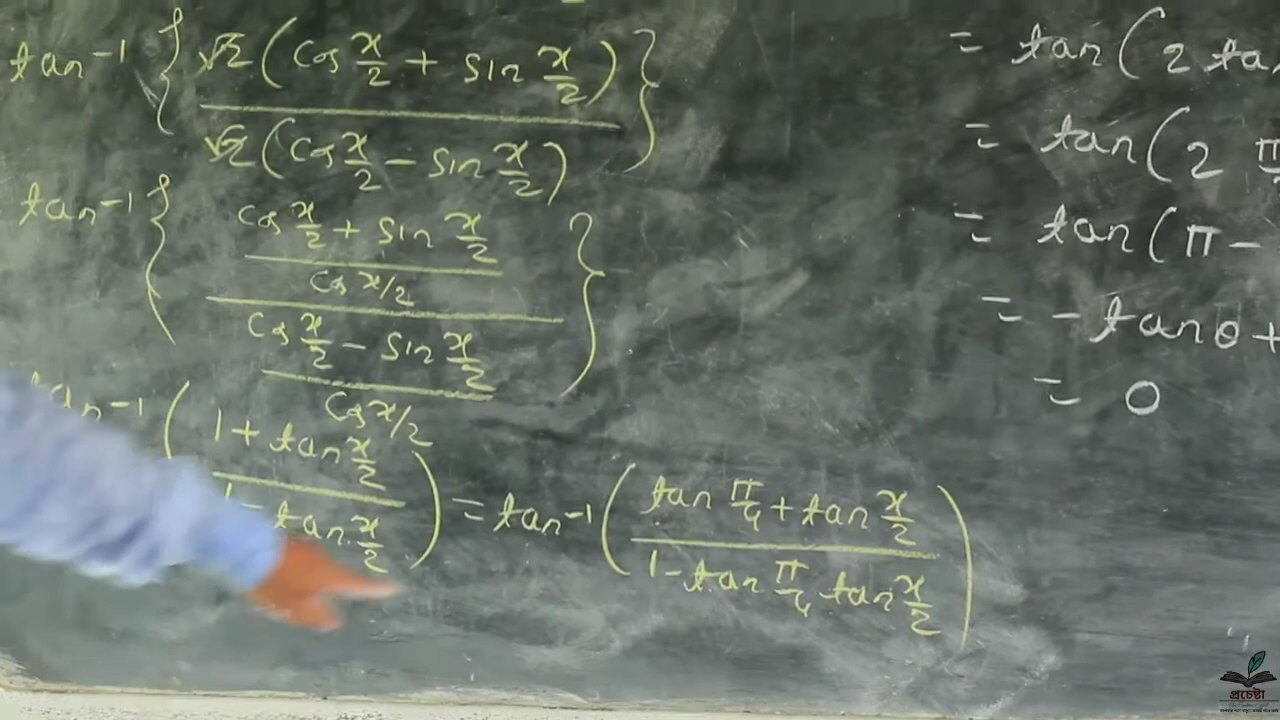 tan⁻¹ { √2 (cos x/2 + sin x/2) / √2 (cos x/2 − sin x/2) }
tan⁻¹ { (cos x/2 + sin x/2) / cos x/2 / (cos x/2 − sin x/2) / cos x/2 }
tan⁻¹ ( 1 + tan x/2 / 1 − tan x/2 ) = tan⁻¹ ( tan π/4 + tan x/2 / 1 − tan π/4 . tan x/2 )
= tan ( 2 tan
= tan ( 2 π
= tan ( π −
= − tan θ +
= 0
প্রচেষ্টা